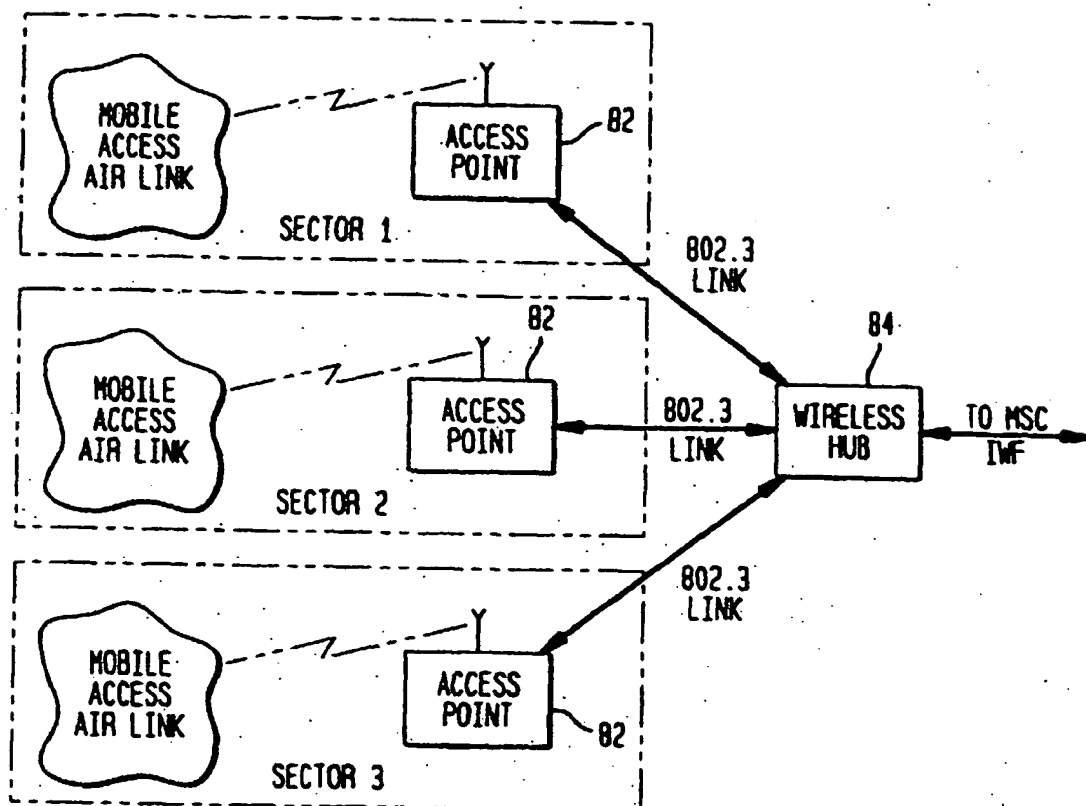 MOBILE
ACCESS
AIR LINK
ACCESS
POINT
82
SECTOR 1
802.3
LINK
MOBILE
ACCESS
AIR LINK
82
ACCESS
POINT
SECTOR 2
802.3
LINK
84
WIRELESS
HUB
TO MSC
IWF
MOBILE
ACCESS
AIR LINK
ACCESS
POINT
82
SECTOR 3
802.3
LINK